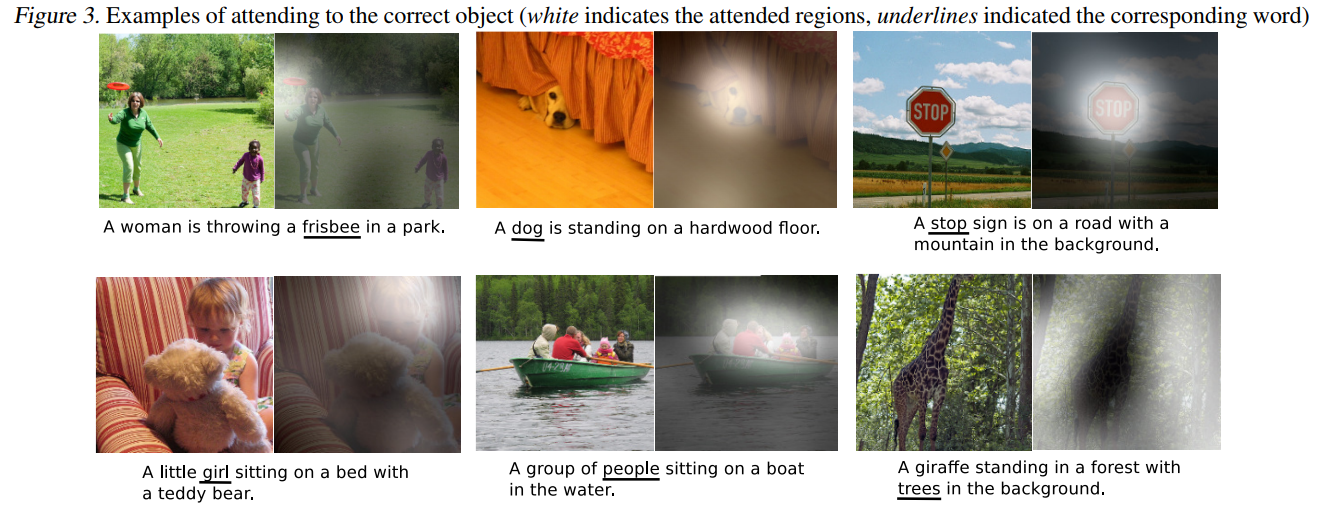 Figure 3. Examples of attending to the correct object (white indicates the attended regions, underlines indicated the corresponding word)
STOP
STOP
A woman is throwing a frisbee in a park.
A dog is standing on a hardwood floor.
A stop sign is on a road with a
mountain in the background.
A little girl sitting on a bed with
a teddy bear.
A group of people sitting on a boat
in the water.
A giraffe standing in a forest with
trees in the background.